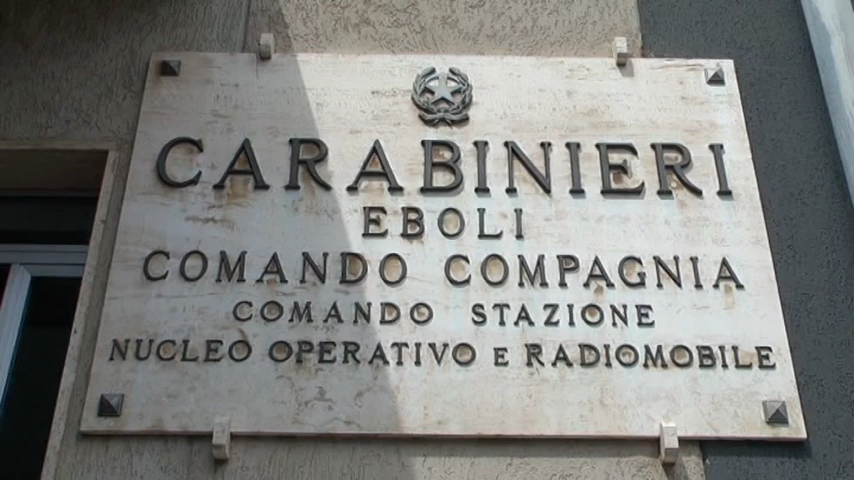 CARABINIERI
EBOLI
COMANDO COMPAGNIA
COMANDO STAZIONE
NUCLEO OPERATIVO E RADIOMOBILE